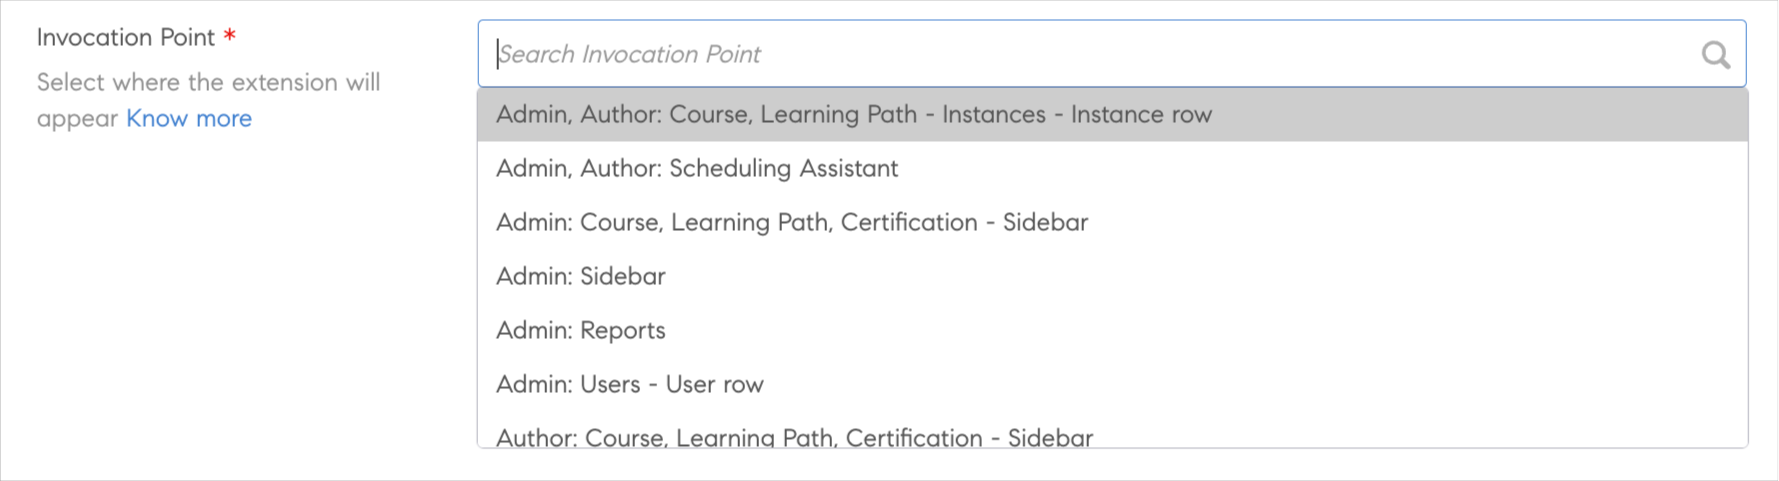 Invocation Point *
Select where the extension will
appear Know more
Search Invocation Point
Admin, Author: Course, Learning Path - Instances - Instance row
Admin, Author: Scheduling Assistant
Admin: Course, Learning Path, Certification - Sidebar
Admin: Sidebar
Admin: Reports
Admin: Users - User row
Author: Course, Learning Path, Certification - Sidebar